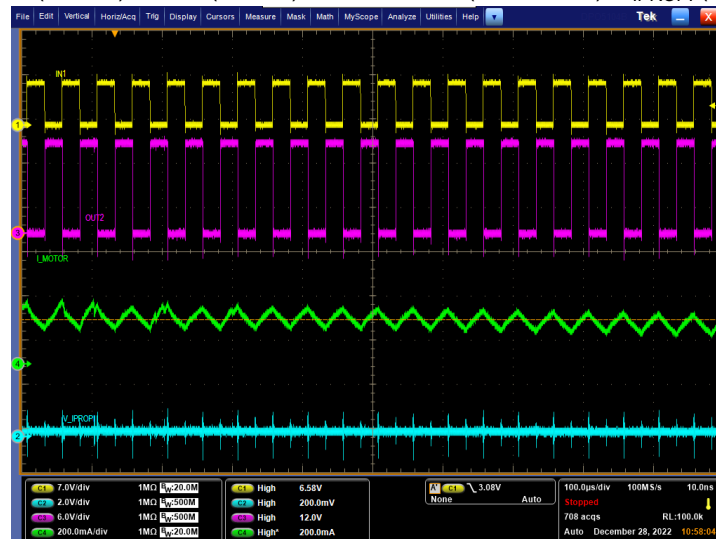 File Edit Vertical Horiz/Acq Trig Display Cursors Measure Mask Math MyScope Analyze Utilities Help Tek X
IN1
1
OUT2
3
I_MOTOR
4
V_IPROPI
2
C1 7.0V/div 1MΩ BW:20.0M
C2 2.0V/div 1MΩ BW:500M
C3 6.0V/div 1MΩ BW:500M
C4 200.0mA/div 1MΩ BW:20.0M
C1 High 6.58V
C2 High 200.0mV
C3 High 12.0V
C4 High* 200.0mA
A' C1 3.08V
None Auto
100.0µs/div 100MS/s 10.0ns
Stopped
708 acqs RL:100.0k
Auto December 28, 2022 10:58:04